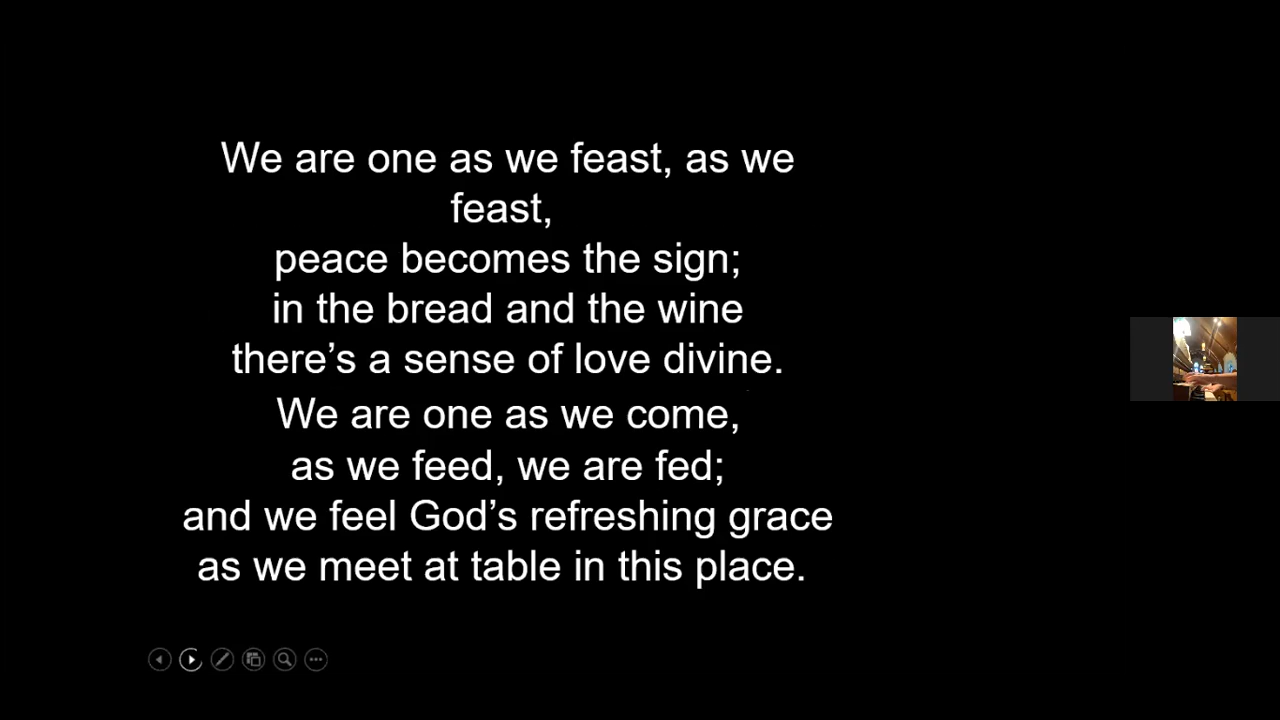 We are one as we feast, as we
feast,
peace becomes the sign;
in the bread and the wine
there’s a sense of love divine.
We are one as we come,
as we feed, we are fed;
and we feel God’s refreshing grace
as we meet at table in this place.